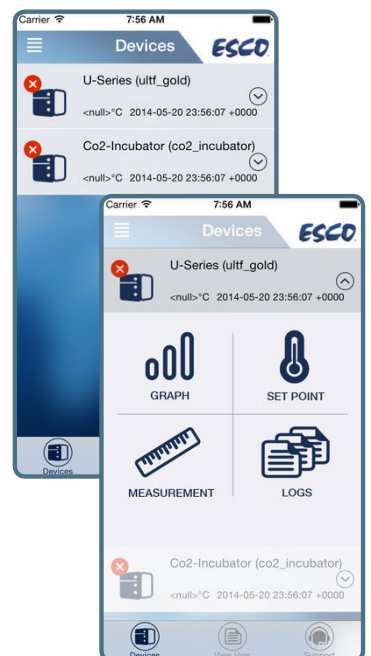 Carrier 7:56 AM
Devices ESCO
U-Series (ultf_gold)
<null>°C 2014-05-20 23:56:07 +0000
Co2-Incubator (co2_incubator)
<null>°C 2014-05-20 23:56:07 +0000
Devices
Carrier 7:56 AM
Devices ESCO
U-Series (ultf_gold)
<null>°C 2014-05-20 23:56:07 +0000
GRAPH SET POINT
MEASUREMENT LOGS
Co2-Incubator (co2_incubator)
<null>°C 2014-05-20 23:56:07 +0000
Devices View logs Support